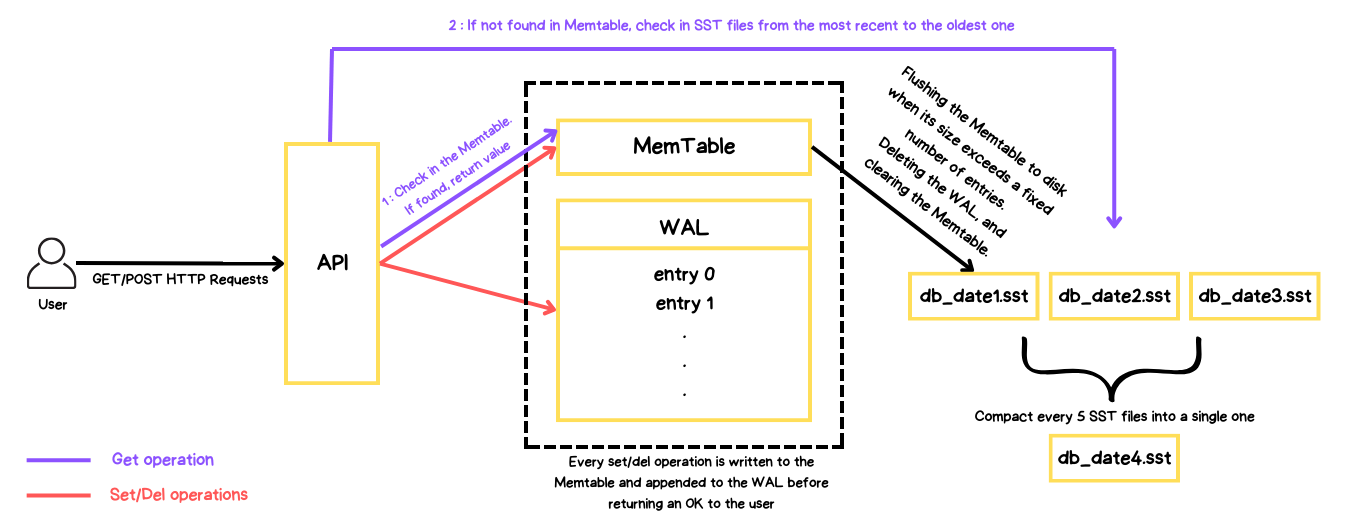 2 : If not found in Memtable, check in SST files from the most recent to the oldest one
1 : Check in the Memtable.
If found, return value
MemTable
Flushing the Memtable to disk
when its size exceeds a fixed
number of entries.
Deleting the WAL, and
clearing the Memtable.
WAL
API
entry 0
entry 1
.
.
.
GET/POST HTTP Requests
User
db_date1.sst
db_date2.sst
db_date3.sst
Compact every 5 SST files into a single one
db_date4.sst
Get operation
Set/Del operations
Every set/del operation is written to the
Memtable and appended to the WAL before
returning an OK to the user